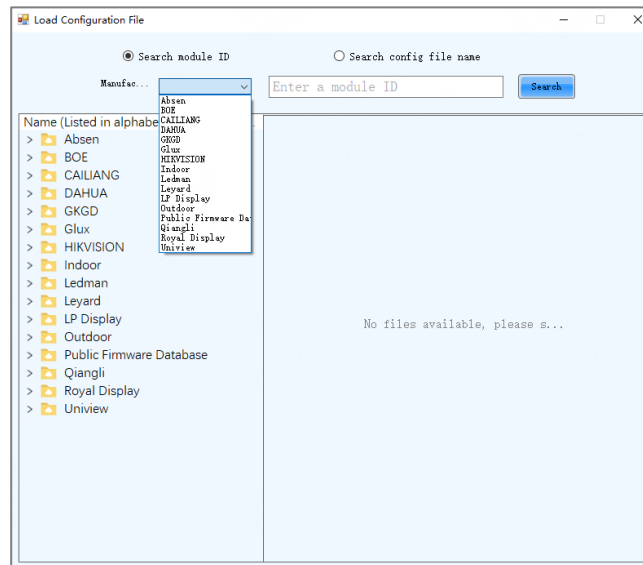 Load Configuration File
Search module ID
Search config file name
Manufac...
Enter a module ID
Search
Absen
BOE
CAILIANG
DAHUA
GKGD
Glux
HIKVISION
Indoor
Ledman
Leyard
LP Display
Outdoor
Public Firmware Da
Qiangli
Royal Display
Uniview
Name (Listed in alphabe
Absen
BOE
CAILIANG
DAHUA
GKGD
Glux
HIKVISION
Indoor
Ledman
Leyard
LP Display
Outdoor
Public Firmware Database
Qiangli
Royal Display
Uniview
No files available, please s...